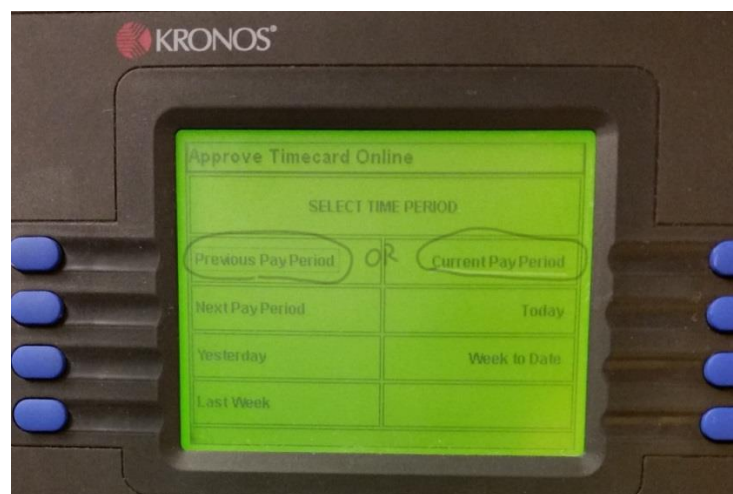 KRONOS®
Approve Timecard Online
SELECT TIME PERIOD
Previous Pay Period OR Current Pay Period
Next Pay Period Today
Yesterday Week to Date
Last Week